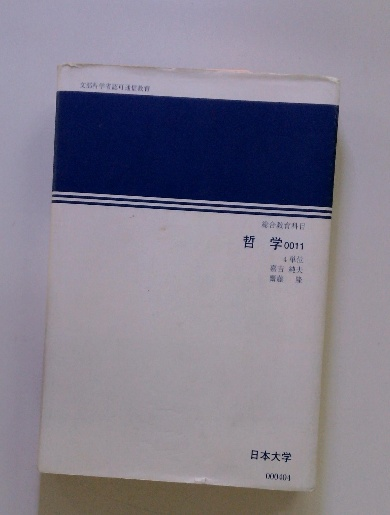 文部科学省認可通信教育
総合教育科目
哲 学0011
4単位
日本大学
000404